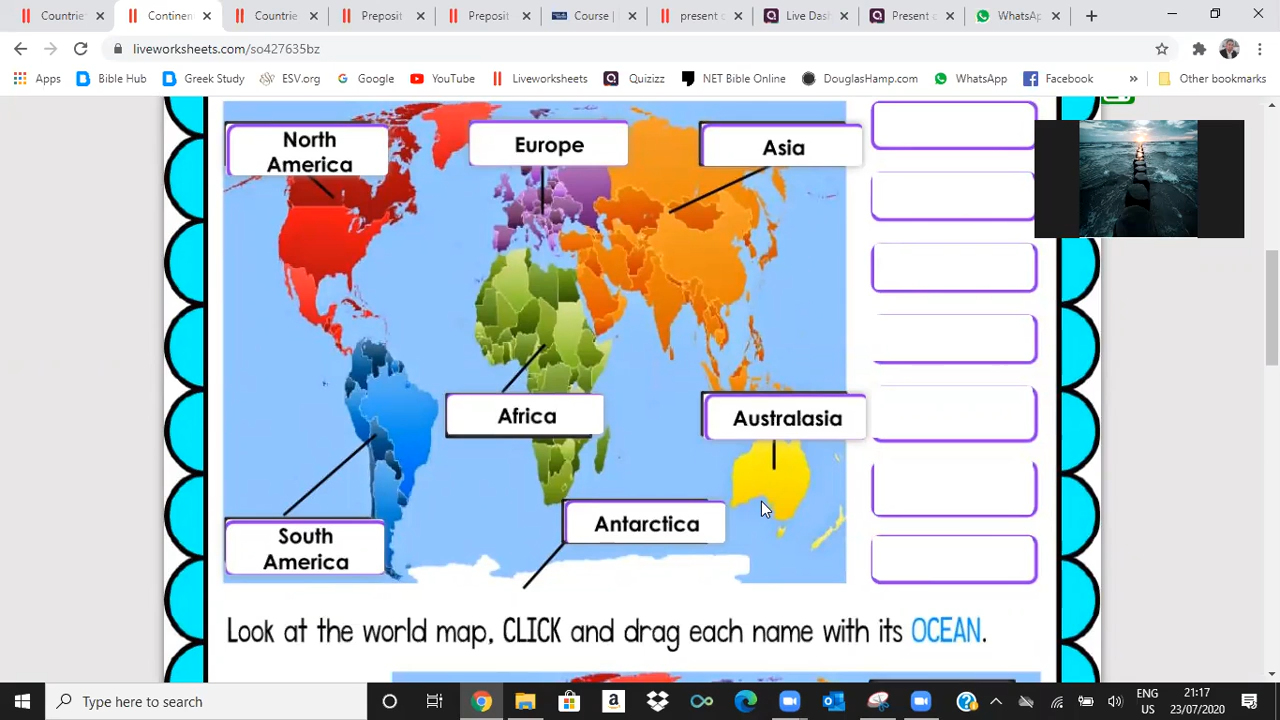 Countrie
Continen
Countrie
Preposit
Preposit
Course |
present c
Live Das
Present c
WhatsAp
liveworksheets.com/so427635bz
Apps
Bible Hub
Greek Study
ESV.org
Google
YouTube
Liveworksheets
Quizizz
NET Bible Online
DouglasHamp.com
WhatsApp
Facebook
»
Other bookmarks
North
America
Europe
Asia
Africa
Australasia
South
America
Antarctica
Look at the world map, CLICK and drag each name with its OCEAN.
Type here to search
ENG
US
21:17
23/07/2020